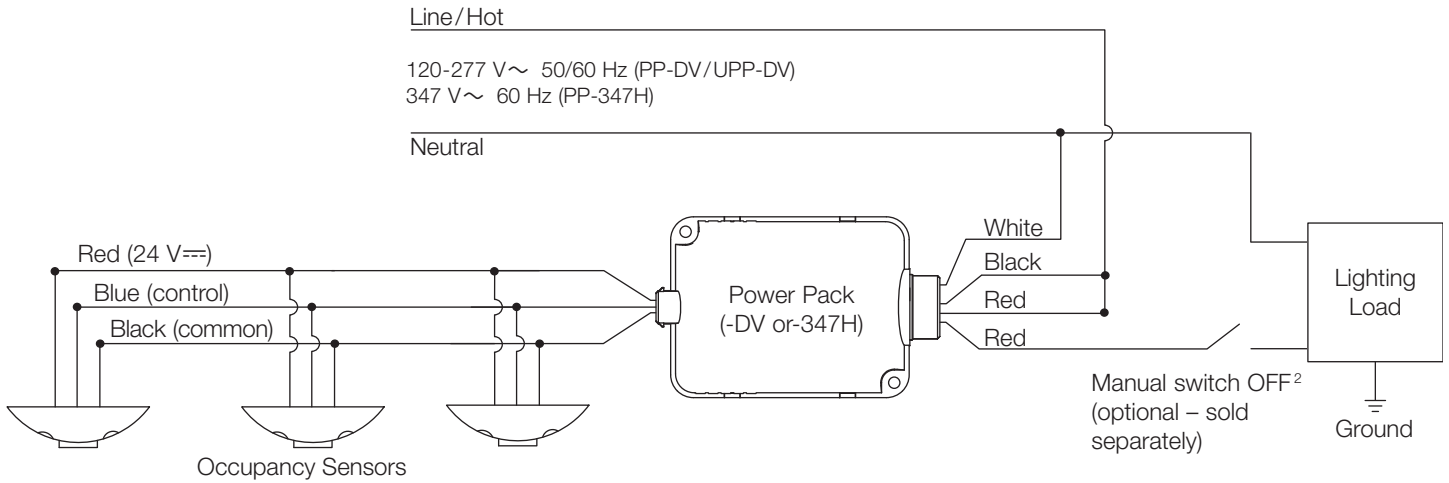 Line/Hot
120-277 V~ 50/60 Hz (PP-DV/UPP-DV)
347 V~ 60 Hz (PP-347H)
Neutral
Red (24 V⎓)
Blue (control)
Black (common)
Occupancy Sensors
Power Pack
(-DV or-347H)
White
Black
Red
Red
Manual switch OFF²
(optional – sold
separately)
Lighting
Load
Ground